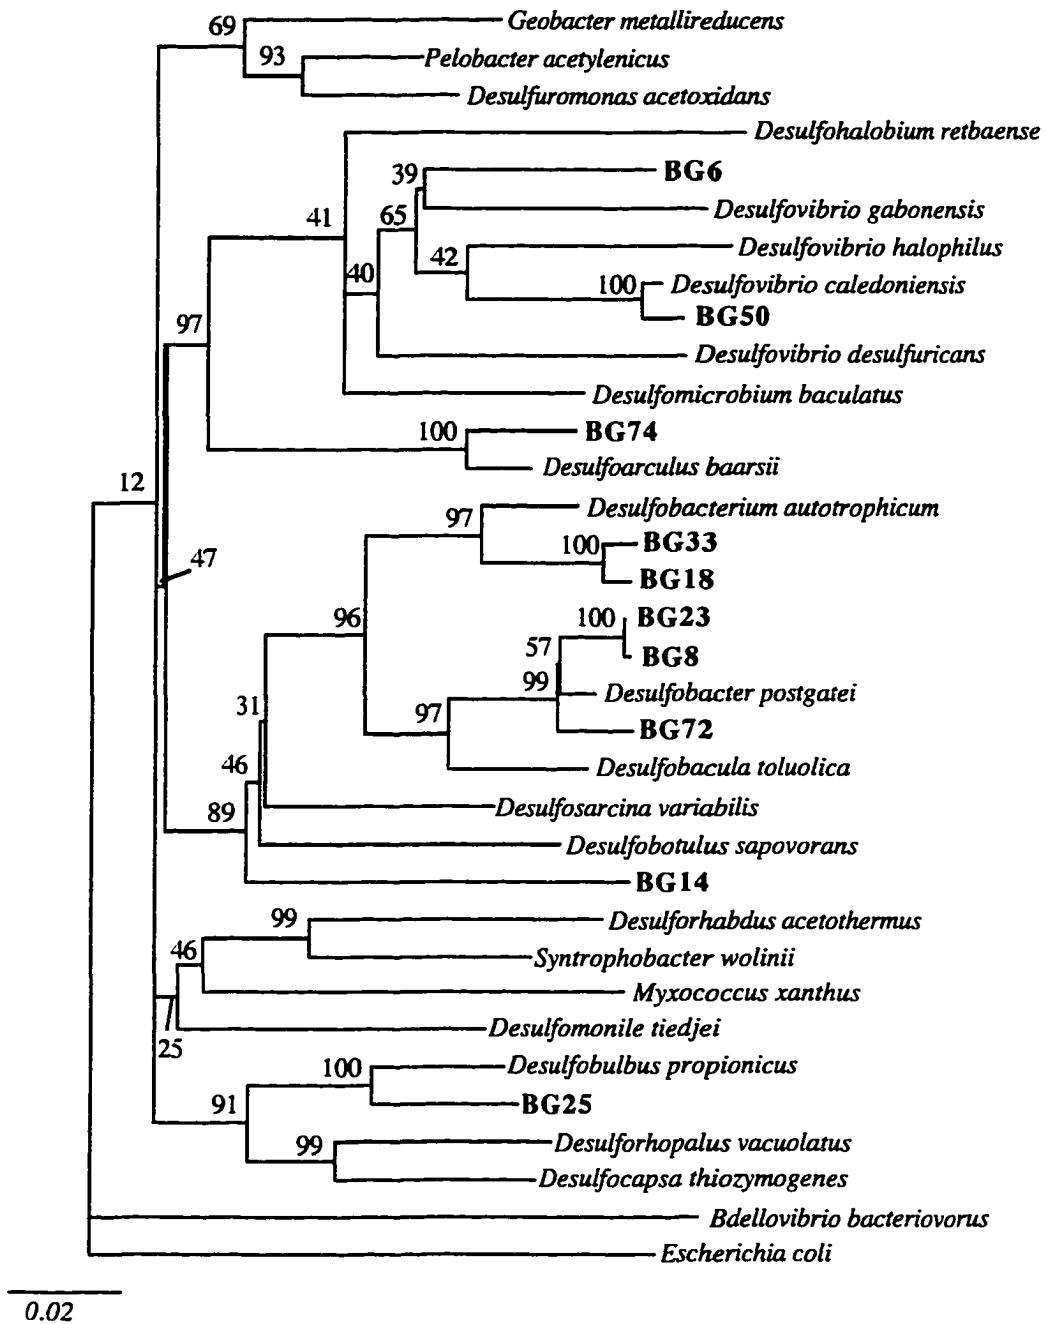 69
Geobacter metallireducens
93
Pelobacter acetylenicus
Desulfuromonas acetoxidans
Desulfohalobium retbaense
39
BG6
41
65
Desulfovibrio gabonensis
42
Desulfovibrio halophilus
40
100
Desulfovibrio caledoniensis
BG50
97
Desulfovibrio desulfuricans
Desulfomicrobium baculatus
100
BG74
Desulfoarculus baarsii
12
97
Desulfobacterium autotrophicum
100
BG33
47
BG18
96
100
BG23
57
BG8
99
Desulfobacter postgatei
31
97
BG72
46
Desulfobacula toluolica
89
Desulfosarcina variabilis
Desulfobotulus sapovorans
BG14
99
Desulforhabdus acetothermus
46
Syntrophobacter wolinii
Myxococcus xanthus
Desulfomonile tiedjei
25
100
Desulfobulbus propionicus
91
BG25
99
Desulforhopalus vacuolatus
Desulfocapsa thiozymogenes
Bdellovibrio bacteriovorus
Escherichia coli
0.02